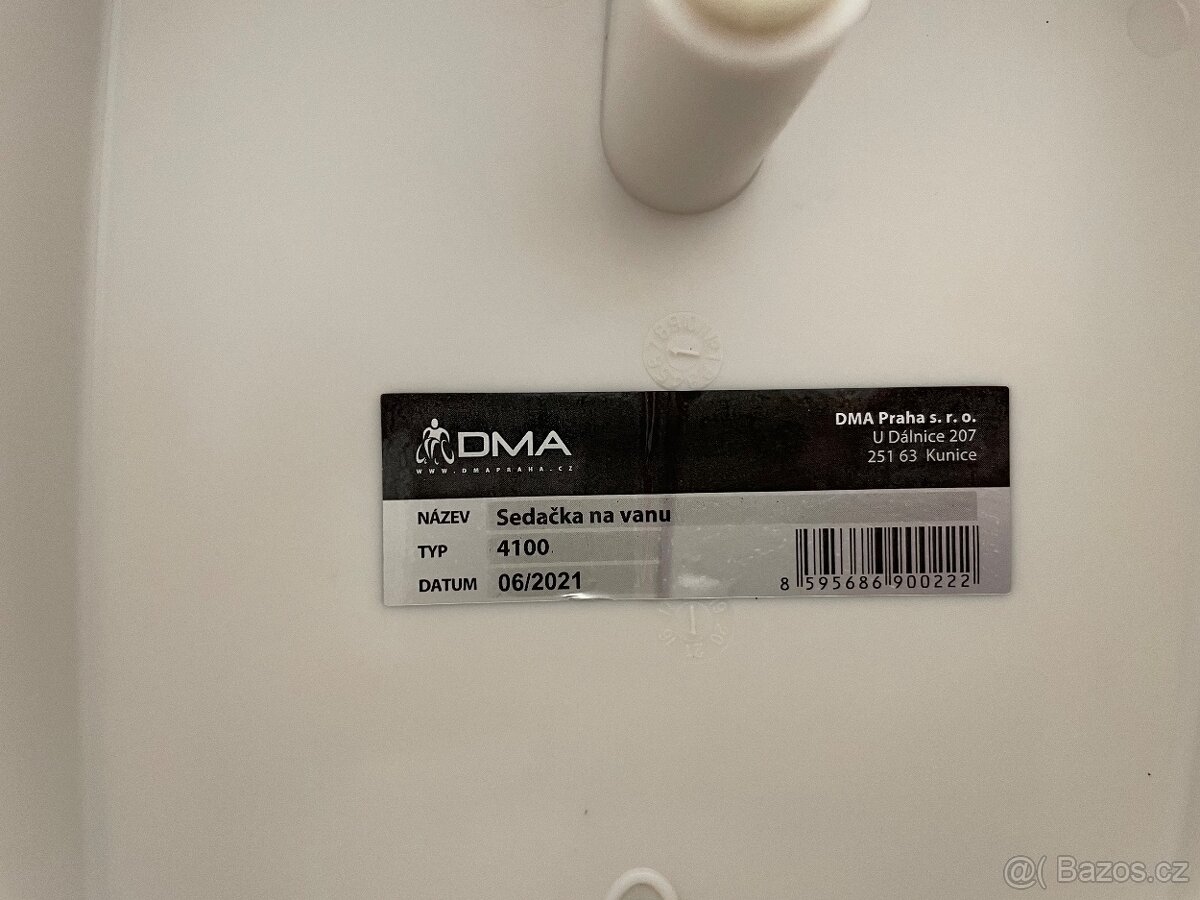 DMA
WWW.DMAPRAHA.CZ
DMA Praha s. r. o.
U Dálnice 207
251 63 Kunice
NÁZEV Sedačka na vanu
TYP 4100
DATUM 06/2021
8 595686 900222
@( Bazos.cz